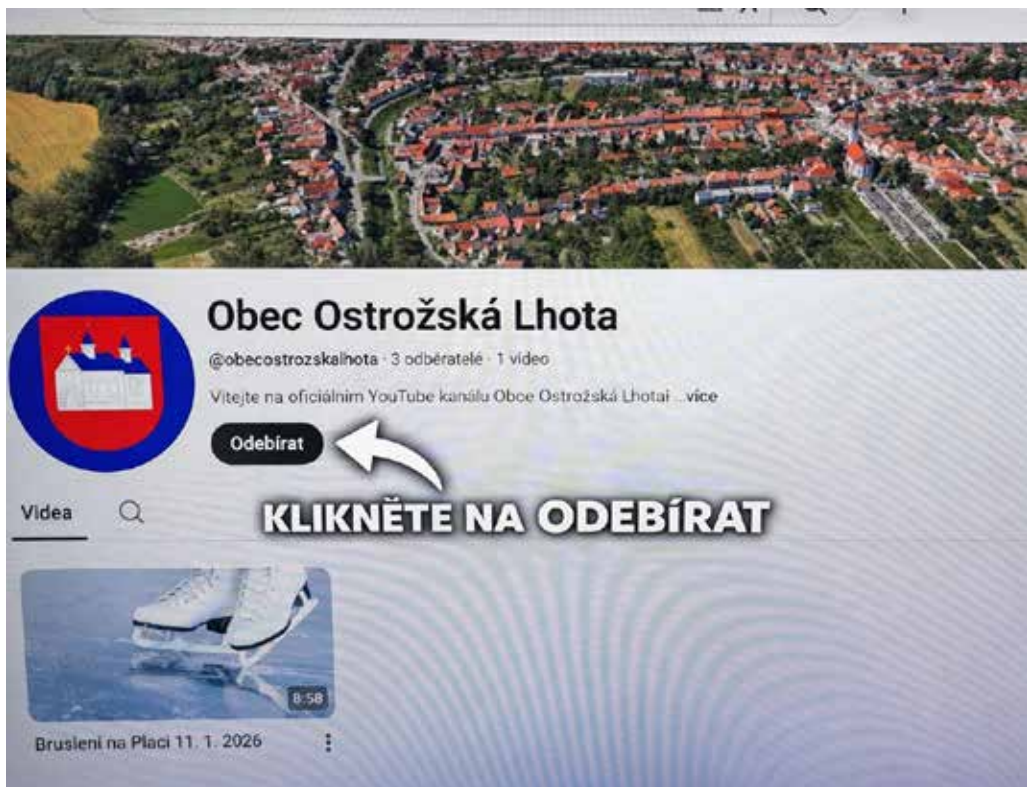 Obec Ostrožská Lhota
@obecostrozskalhota · 3 odběratelé · 1 video
Vítejte na oficiálním YouTube kanálu Obce Ostrožská Lhota! ...více
Odebírat
KLIKNĚTE NA ODEBÍRAT
Videa
8:58
Bruslení na Placi 11. 1. 2026